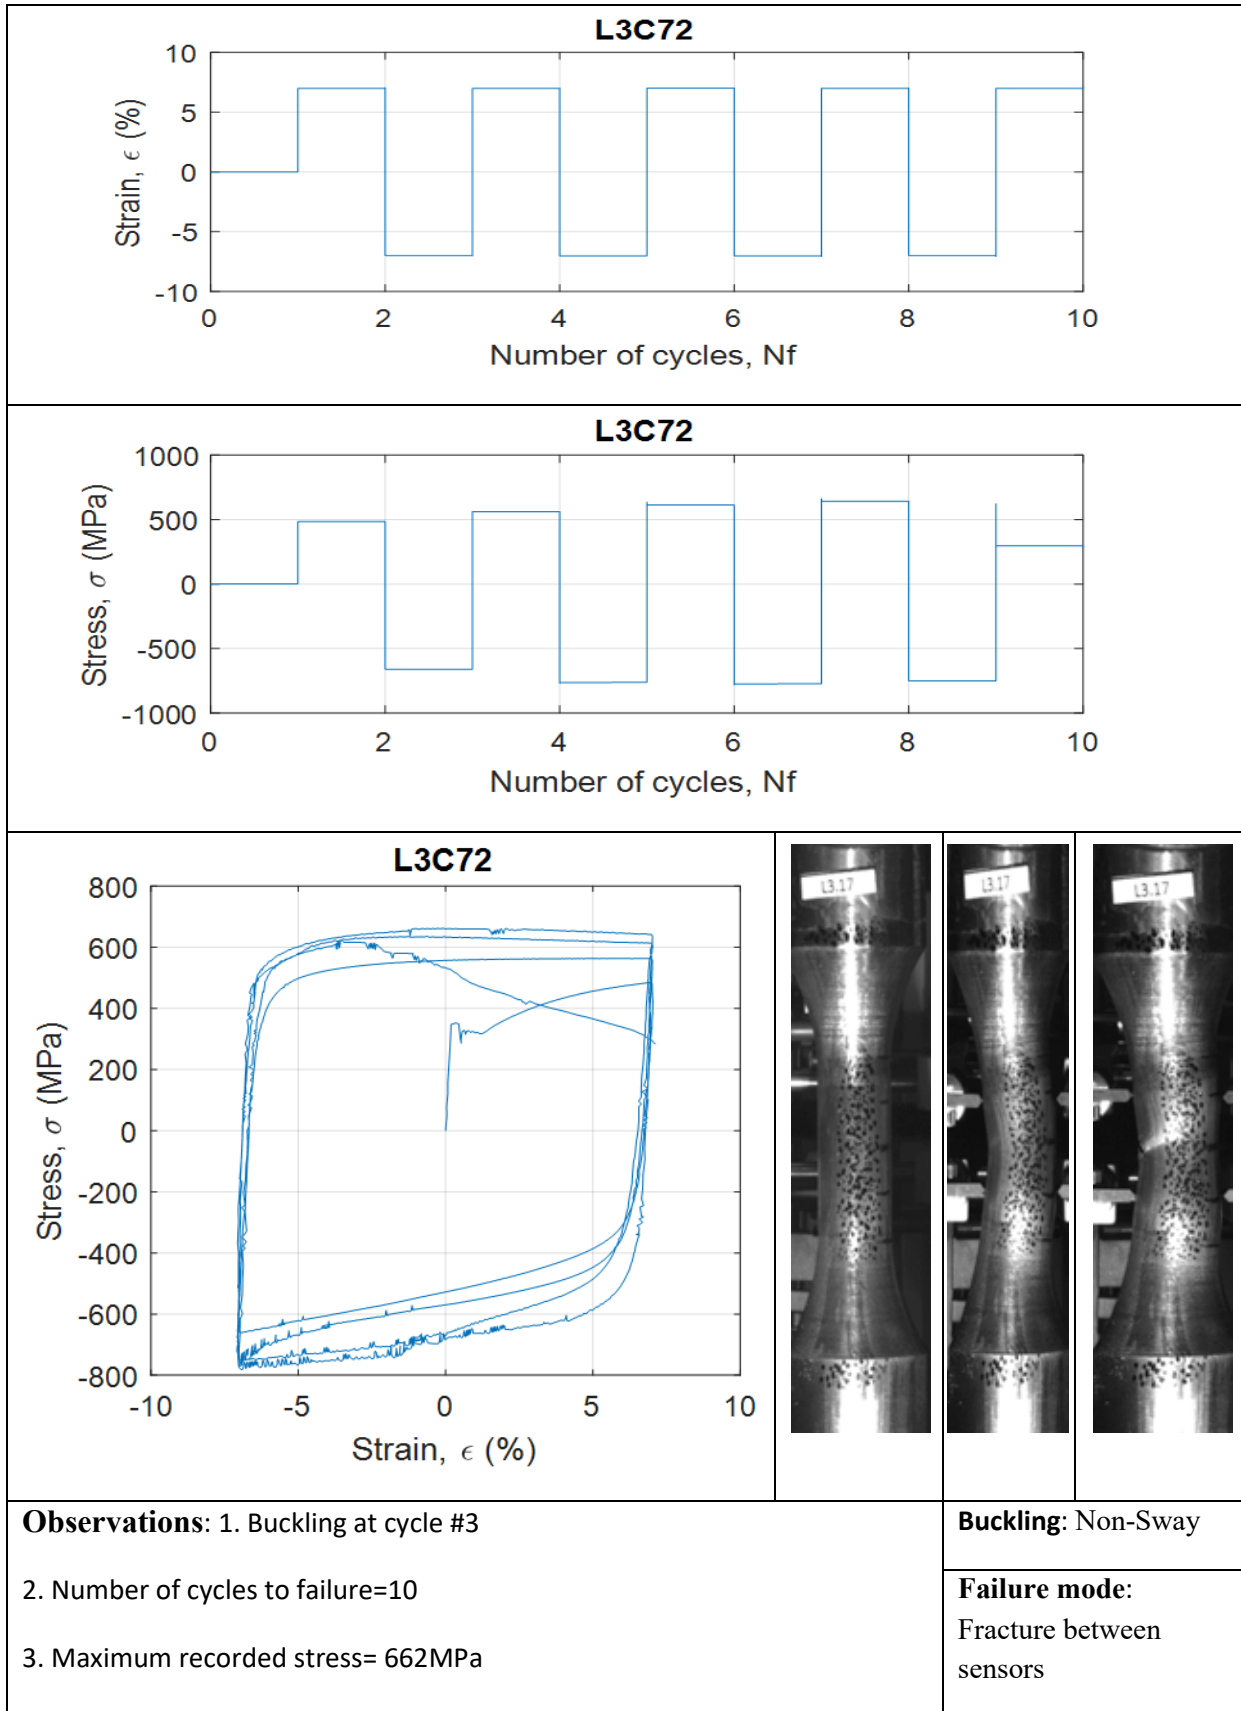 L3C72
10
5
0
-5
-10
Strain, ϵ (%)
0 2 4 6 8 10
Number of cycles, Nf
L3C72
1000
500
0
-500
-1000
Stress, σ (MPa)
0 2 4 6 8 10
Number of cycles, Nf
L3C72
800
600
400
200
0
-200
-400
-600
-800
Stress, σ (MPa)
-10 -5 0 5 10
Strain, ϵ (%)
L3.17
L3.17
L3.17
Observations: 1. Buckling at cycle #3
2. Number of cycles to failure=10
3. Maximum recorded stress= 662MPa
Buckling: Non-Sway
Failure mode:
Fracture between
sensors